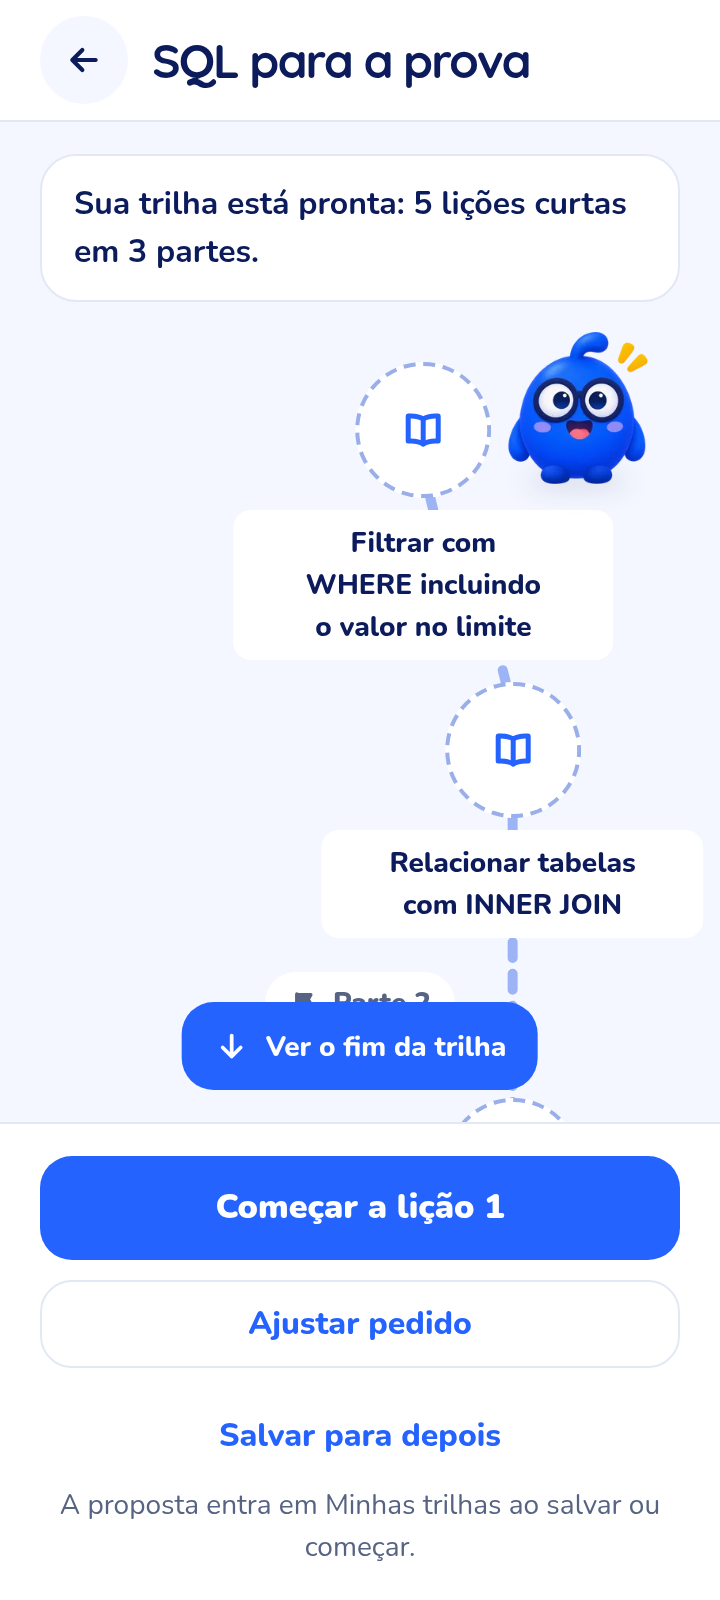 SQL para a prova
Sua trilha está pronta: 5 lições curtas
em 3 partes.
Filtrar com
WHERE incluindo
o valor no limite
Relacionar tabelas
com INNER JOIN
Parte 2
Ver o fim da trilha
Começar a lição 1
Ajustar pedido
Salvar para depois
A proposta entra em Minhas trilhas ao salvar ou
começar.